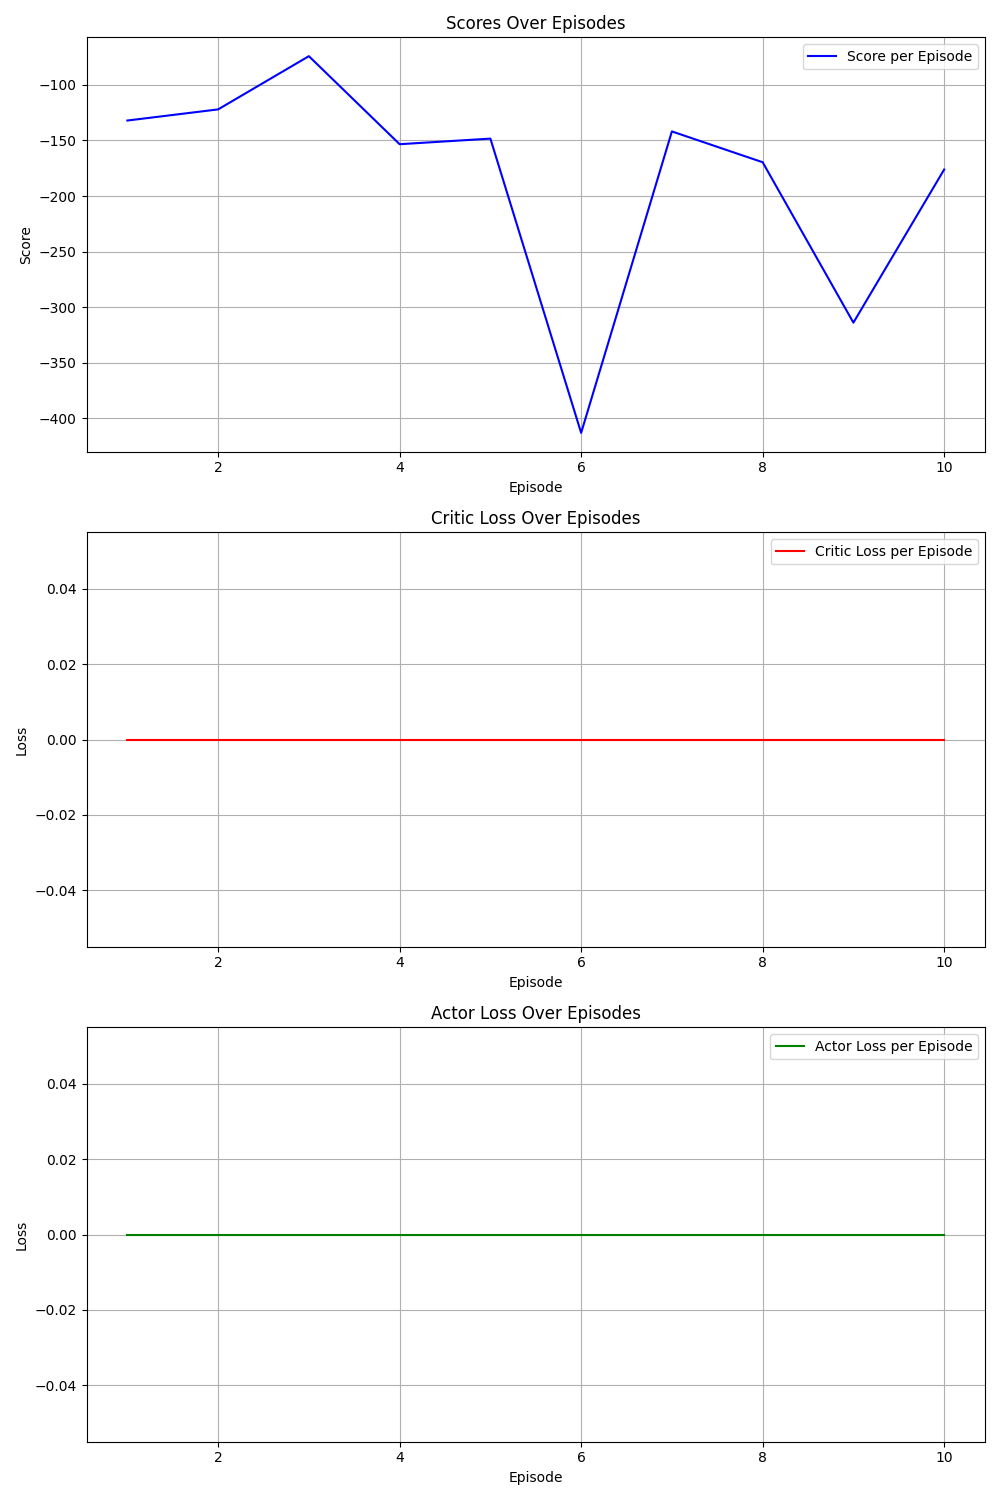 Scores Over Episodes
Score per Episode
−100
−150
−200
−250
−300
−350
−400
Score
2 4 6 8 10
Episode
Critic Loss Over Episodes
Critic Loss per Episode
0.04
0.02
0.00
−0.02
−0.04
Loss
2 4 6 8 10
Episode
Actor Loss Over Episodes
Actor Loss per Episode
0.04
0.02
0.00
−0.02
−0.04
Loss
2 4 6 8 10
Episode